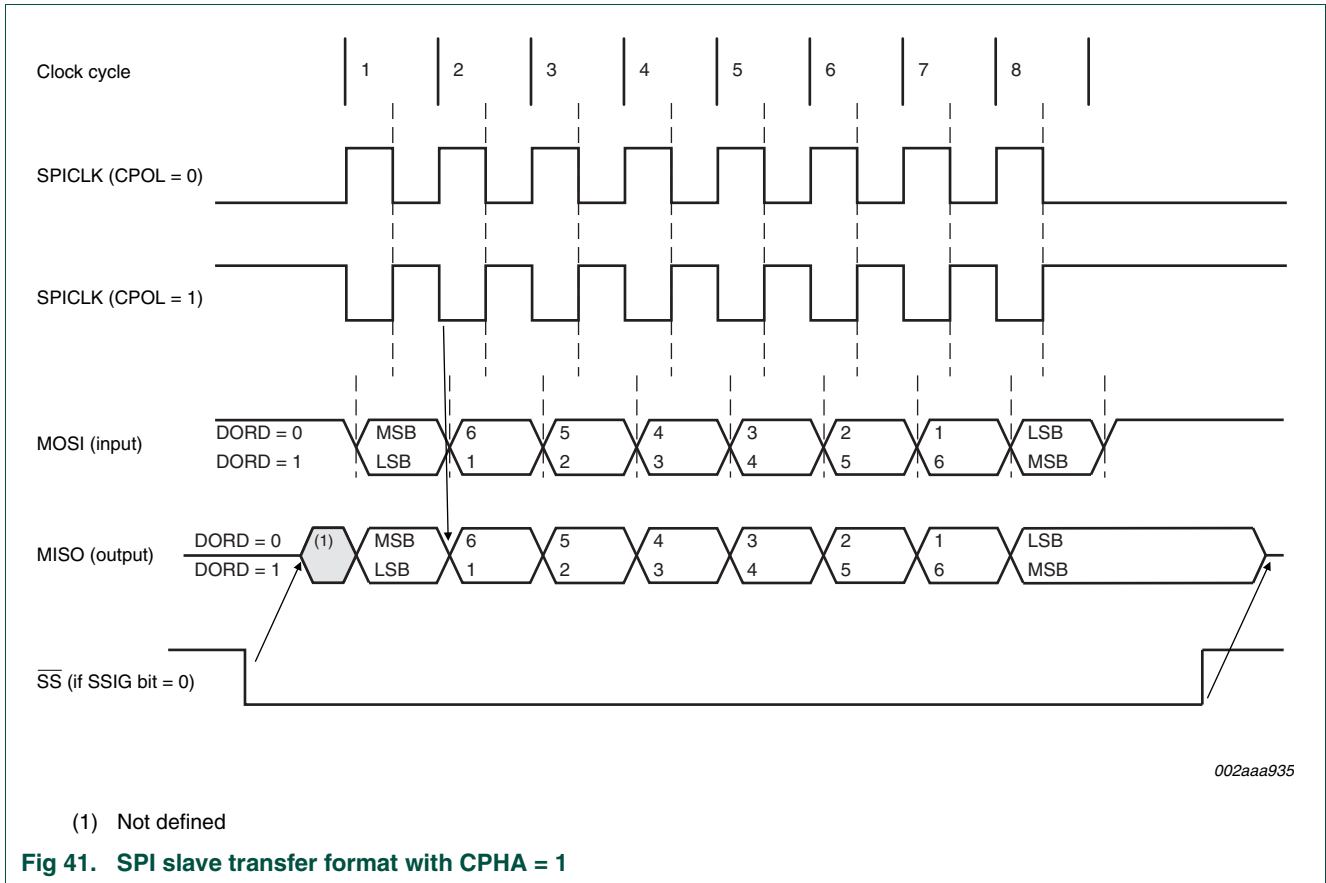 Clock cycle 1 2 3 4 5 6 7 8
SPICLK (CPOL = 0)
SPICLK (CPOL = 1)
MOSI (input)
DORD = 0 MSB 6 5 4 3 2 1 LSB
DORD = 1 LSB 1 2 3 4 5 6 MSB
MISO (output)
DORD = 0 (1) MSB 6 5 4 3 2 1 LSB
DORD = 1 LSB 1 2 3 4 5 6 MSB
SS (if SSIG bit = 0)
002aaa935
(1) Not defined
Fig 41. SPI slave transfer format with CPHA = 1